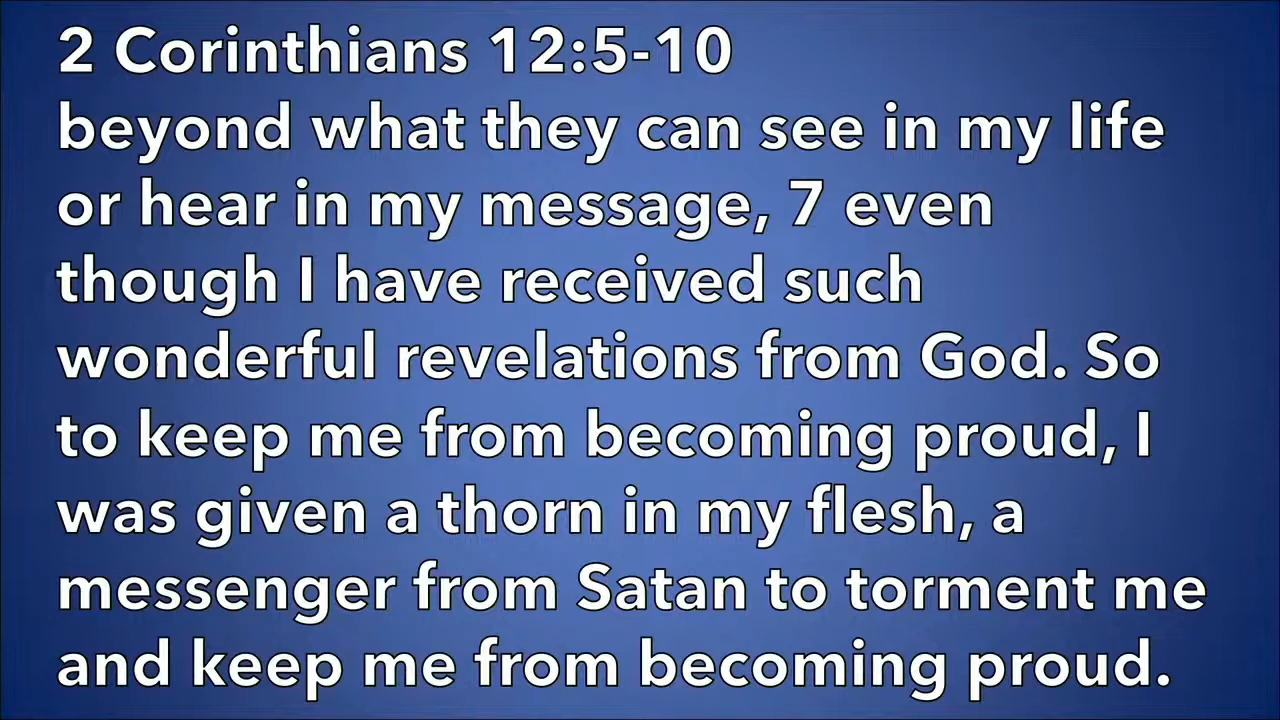 2 Corinthians 12:5-10
beyond what they can see in my life
or hear in my message, 7 even
though I have received such
wonderful revelations from God. So
to keep me from becoming proud, I
was given a thorn in my flesh, a
messenger from Satan to torment me
and keep me from becoming proud.